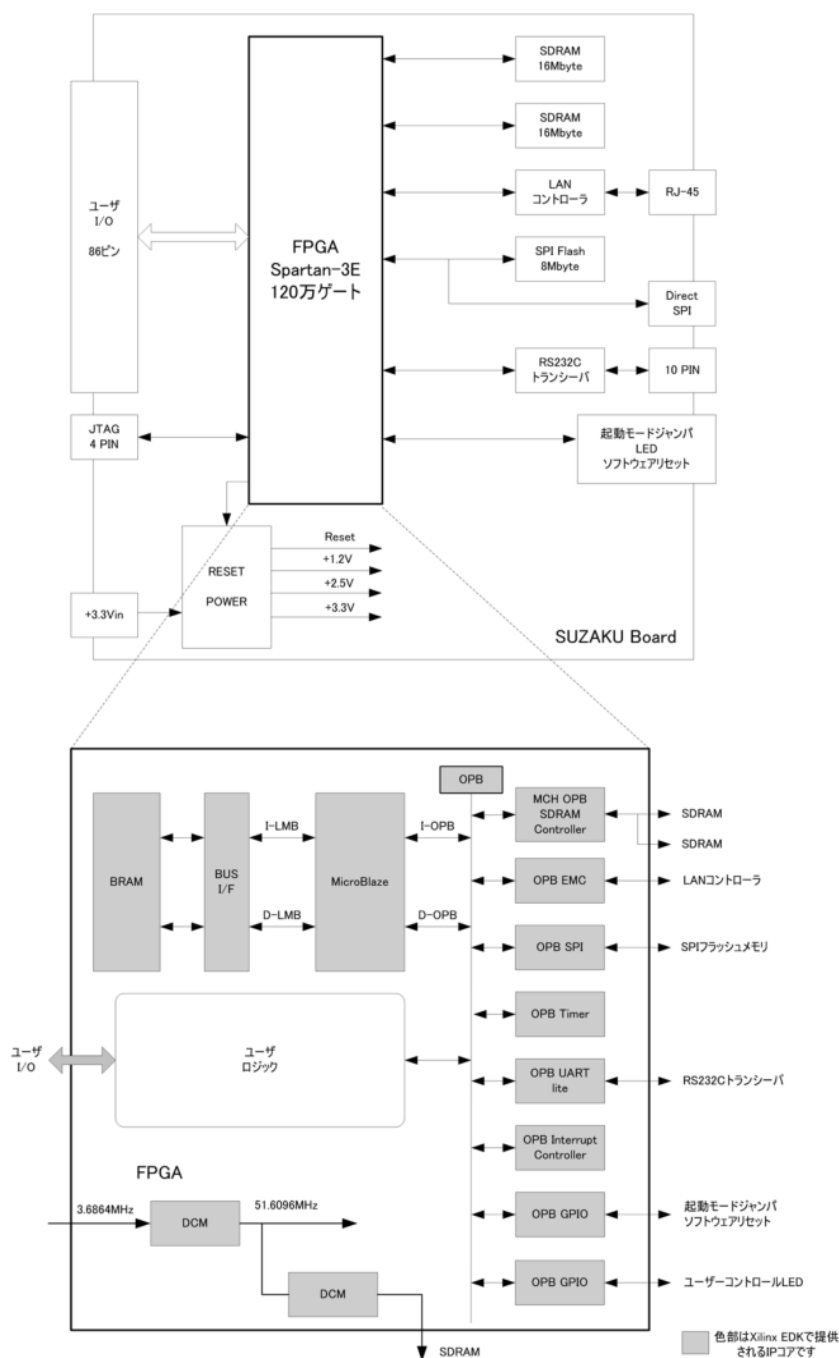 SDRAM
16Mbyte
SDRAM
16Mbyte
ユーザ
I/O
86ピン
LAN
コントローラ
RJ-45
FPGA
Spartan-3E
120万ゲート
SPI Flash
8Mbyte
Direct
SPI
RS232C
トランシーバ
10 PIN
JTAG
4 PIN
起動モードジャンパ
LED
ソフトウェアリセット
RESET
POWER
Reset
+1.2V
+2.5V
+3.3V
+3.3Vin
SUZAKU Board
OPB
BRAM
BUS
I/F
I-LMB
D-LMB
MicroBlaze
I-OPB
D-OPB
MCH OPB
SDRAM
Controller
SDRAM
SDRAM
OPB EMC
LANコントローラ
OPB SPI
SPIフラッシュメモリ
OPB Timer
ユーザ
I/O
ユーザ
ロジック
OPB UART
lite
RS232Cトランシーバ
OPB Interrupt
Controller
FPGA
3.6864MHz
DCM
51.6096MHz
DCM
SDRAM
OPB GPIO
起動モードジャンパ
ソフトウェアリセット
OPB GPIO
ユーザーコントロールLED
色部はXilinx EDKで提供
されるIPコアです